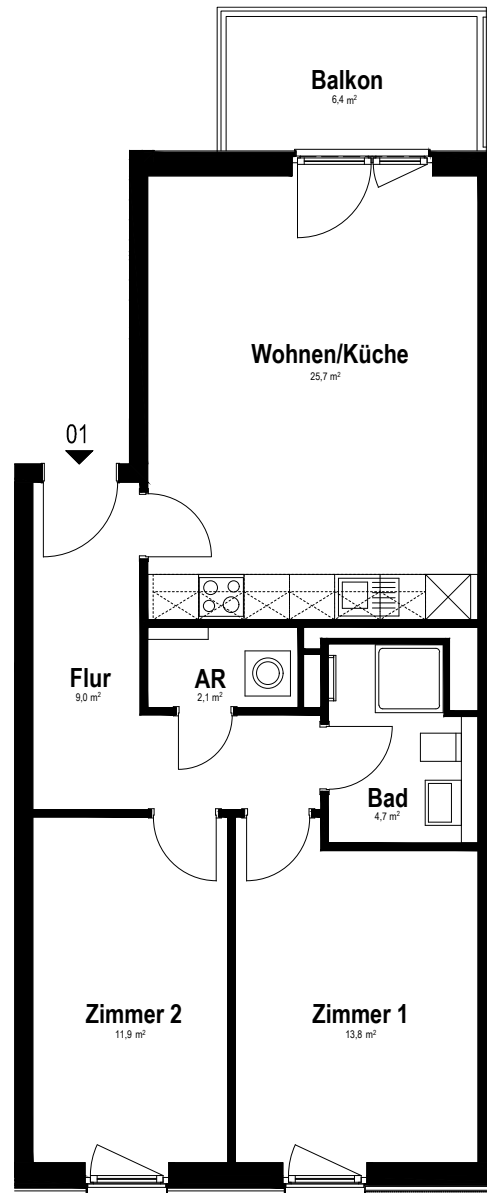 Balkon
6,4 m²
Wohnen/Küche
25,7 m²
01
Flur
9,0 m²
AR
2,1 m²
Bad
4,7 m²
Zimmer 2
11,9 m²
Zimmer 1
13,8 m²